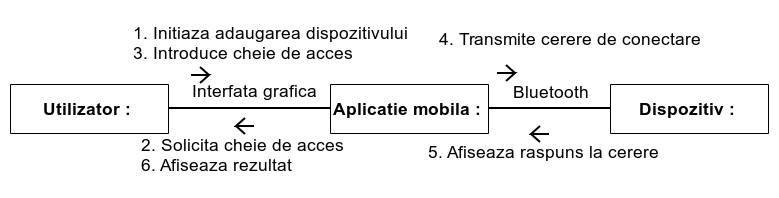 1. Initiaza adaugarea dispozitivului
3. Introduce cheie de acces
4. Transmite cerere de conectare
Interfata grafica
Bluetooth
Utilizator :
Aplicatie mobila :
Dispozitiv :
2. Solicita cheie de acces
6. Afiseaza rezultat
5. Afiseaza raspuns la cerere